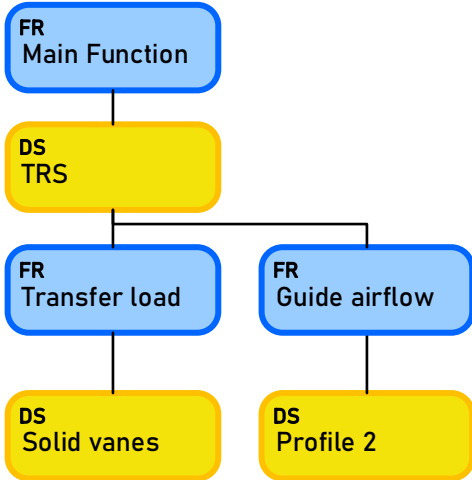 FR
Main Function
DS
TRS
FR
Transfer load
FR
Guide airflow
DS
Solid vanes
DS
Profile 2